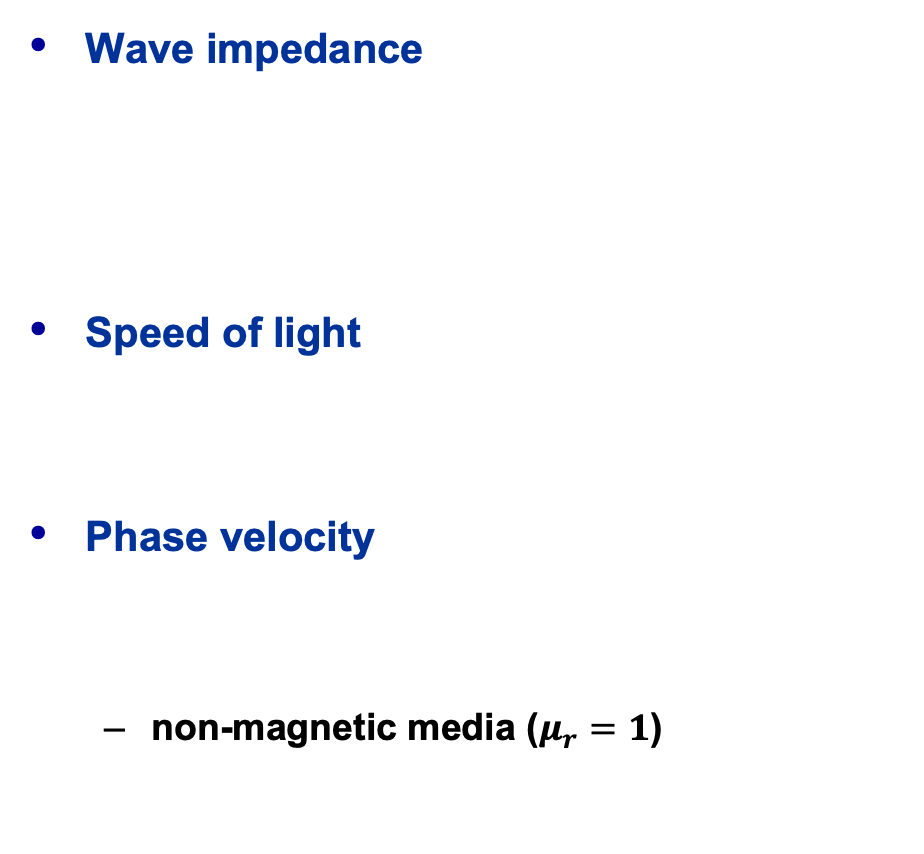 • Wave impedance
• Speed of light
• Phase velocity
– non-magnetic media (𝝁𝒓 = 𝟏)